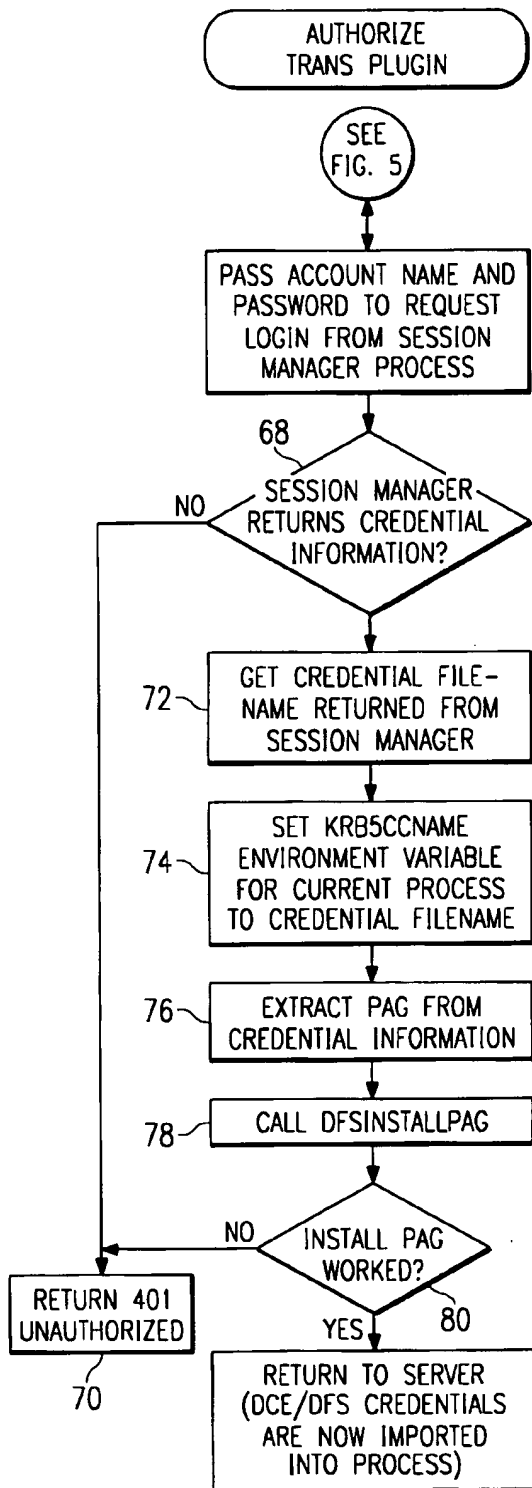 AUTHORIZE
TRANS PLUGIN
SEE
FIG. 5
PASS ACCOUNT NAME AND
PASSWORD TO REQUEST
LOGIN FROM SESSION
MANAGER PROCESS
68
NO
SESSION MANAGER
RETURNS CREDENTIAL
INFORMATION?
72
GET CREDENTIAL FILE-
NAME RETURNED FROM
SESSION MANAGER
74
SET KRB5CCNAME
ENVIRONMENT VARIABLE
FOR CURRENT PROCESS
TO CREDENTIAL FILENAME
76
EXTRACT PAG FROM
CREDENTIAL INFORMATION
78
CALL DFSINSTALLPAG
NO
INSTALL PAG
WORKED?
80
YES
RETURN 401
UNAUTHORIZED
70
RETURN TO SERVER
(DCE/DFS CREDENTIALS
ARE NOW IMPORTED
INTO PROCESS)